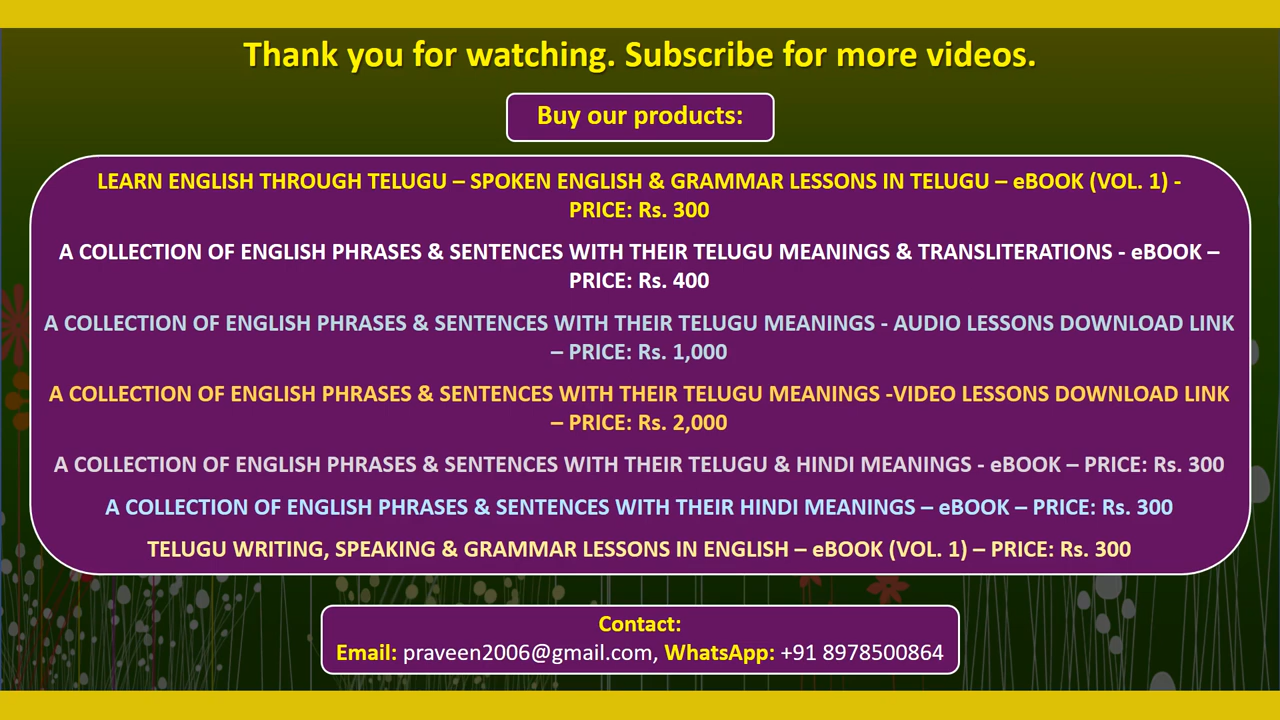 Thank you for watching. Subscribe for more videos.
Buy our products:
LEARN ENGLISH THROUGH TELUGU – SPOKEN ENGLISH & GRAMMAR LESSONS IN TELUGU – eBOOK (VOL. 1) -
PRICE: Rs. 300
A COLLECTION OF ENGLISH PHRASES & SENTENCES WITH THEIR TELUGU MEANINGS & TRANSLITERATIONS - eBOOK –
PRICE: Rs. 400
A COLLECTION OF ENGLISH PHRASES & SENTENCES WITH THEIR TELUGU MEANINGS - AUDIO LESSONS DOWNLOAD LINK
– PRICE: Rs. 1,000
A COLLECTION OF ENGLISH PHRASES & SENTENCES WITH THEIR TELUGU MEANINGS -VIDEO LESSONS DOWNLOAD LINK
– PRICE: Rs. 2,000
A COLLECTION OF ENGLISH PHRASES & SENTENCES WITH THEIR TELUGU & HINDI MEANINGS - eBOOK – PRICE: Rs. 300
A COLLECTION OF ENGLISH PHRASES & SENTENCES WITH THEIR HINDI MEANINGS – eBOOK – PRICE: Rs. 300
TELUGU WRITING, SPEAKING & GRAMMAR LESSONS IN ENGLISH – eBOOK (VOL. 1) – PRICE: Rs. 300
Contact:
Email: praveen2006@gmail.com, WhatsApp: +91 8978500864